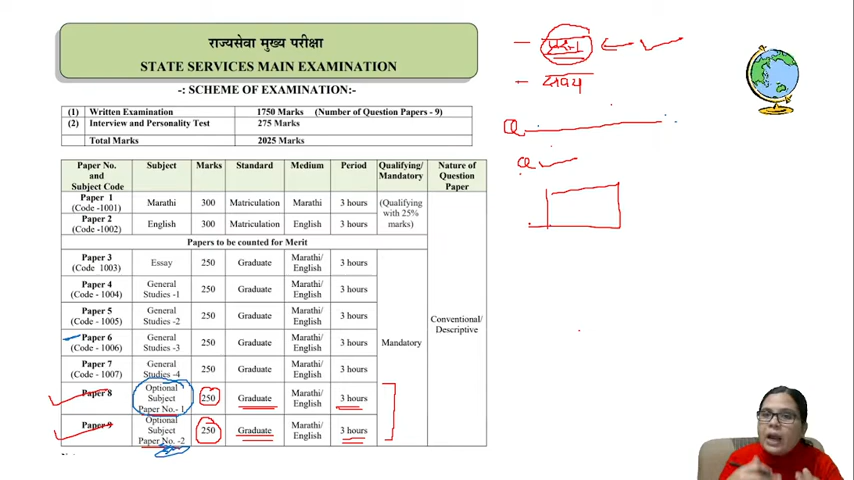 राज्यसेवा मुख्य परीक्षा
STATE SERVICES MAIN EXAMINATION
-: SCHEME OF EXAMINATION:-
(1) Written Examination 1750 Marks (Number of Question Papers - 9)
(2) Interview and Personality Test 275 Marks
Total Marks 2025 Marks
Paper No. and Subject Code Subject Marks Standard Medium Period Qualifying/ Mandatory Nature of Question Paper
Paper 1 (Code -1001) Marathi 300 Matriculation Marathi 3 hours (Qualifying with 25% marks)
Paper 2 (Code -1002) English 300 Matriculation English 3 hours
Papers to be counted for Merit
Paper 3 (Code 1003) Essay 250 Graduate Marathi/ English 3 hours
Paper 4 (Code - 1004) General Studies -1 250 Graduate Marathi/ English 3 hours
Paper 5 (Code - 1005) General Studies -2 250 Graduate Marathi/ English 3 hours
Paper 6 (Code - 1006) General Studies -3 250 Graduate Marathi/ English 3 hours Mandatory Conventional/ Descriptive
Paper 7 (Code - 1007) General Studies -4 250 Graduate Marathi/ English 3 hours
Paper 8 Optional Subject Paper No.- 1 250 Graduate Marathi/ English 3 hours
Paper 9 Optional Subject Paper No. -2 250 Graduate Marathi/ English 3 hours
Q
Q